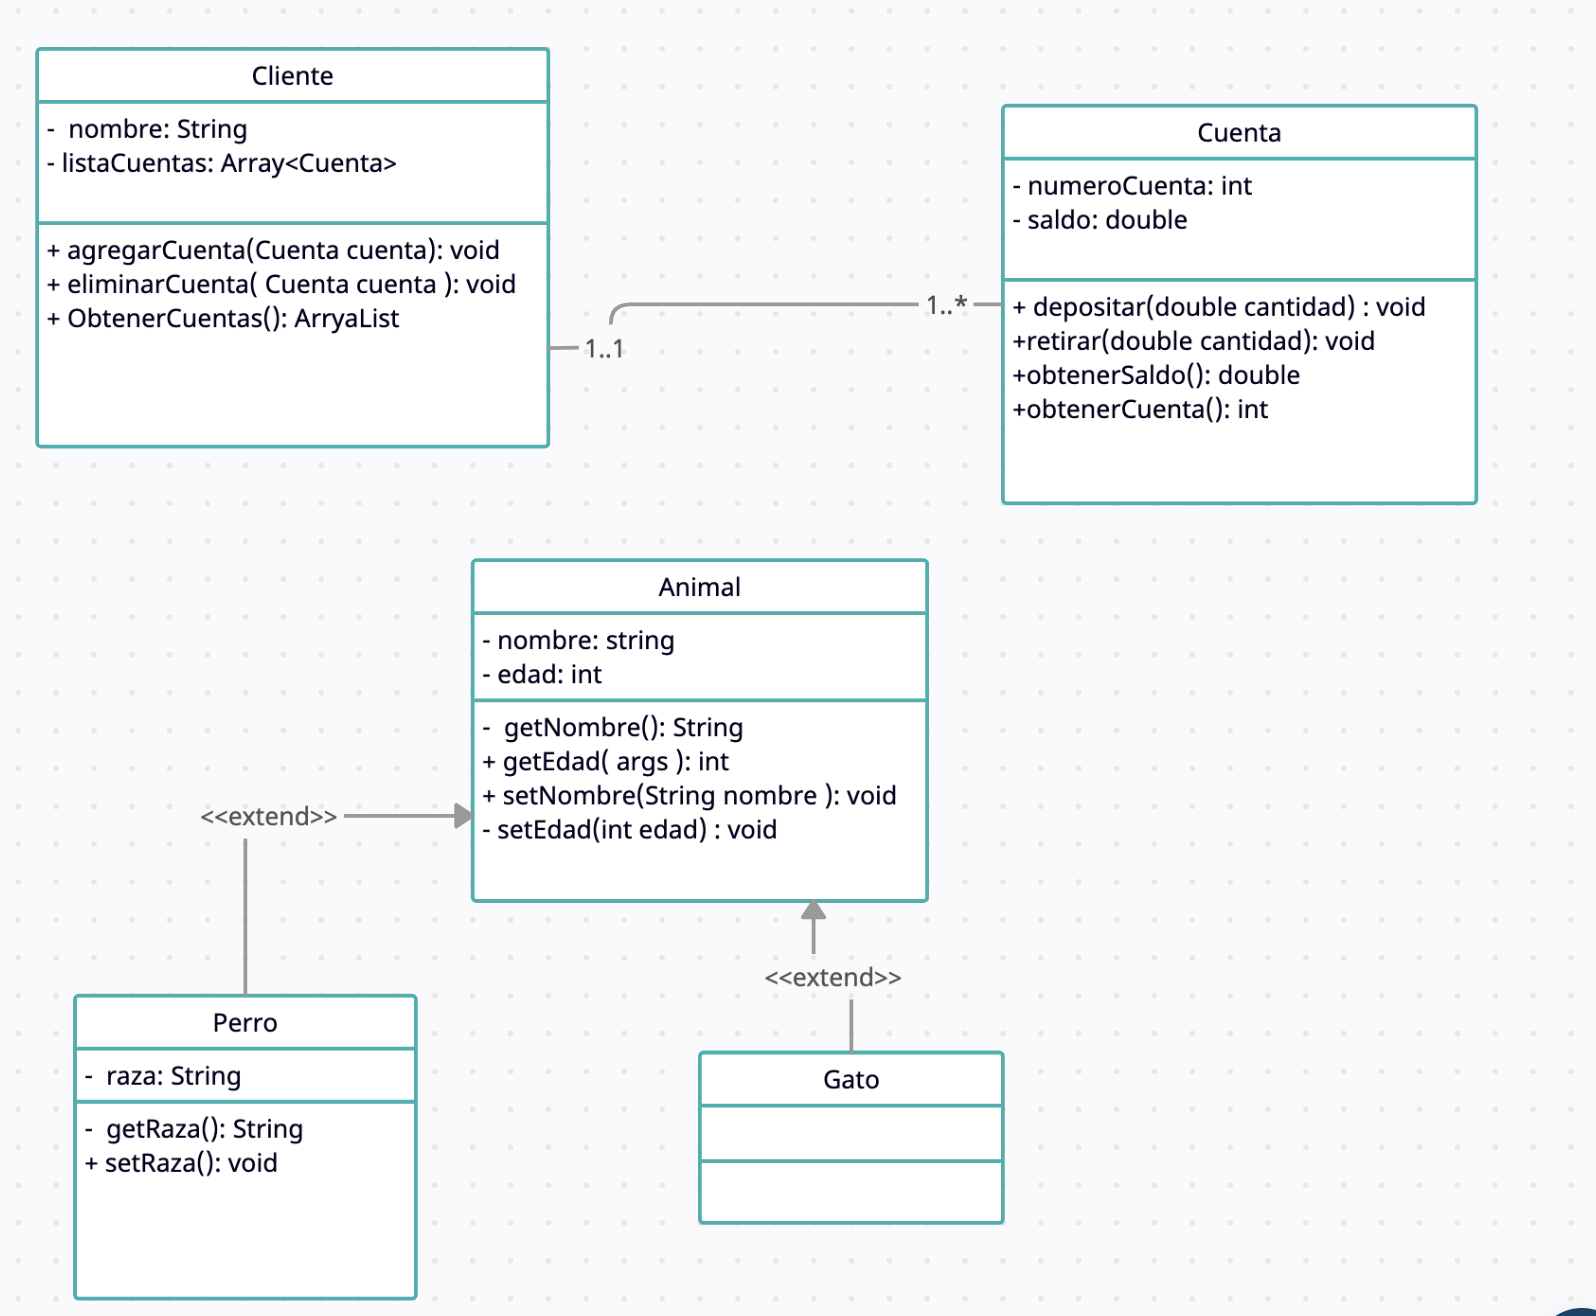 Cliente
-  nombre: String
- listaCuentas: Array<Cuenta>
+ agregarCuenta(Cuenta cuenta): void
+ eliminarCuenta( Cuenta cuenta ): void
+ ObtenerCuentas(): ArryaList
1..1
1..*
Cuenta
- numeroCuenta: int
- saldo: double
+ depositar(double cantidad) : void
+retirar(double cantidad): void
+obtenerSaldo(): double
+obtenerCuenta(): int
Animal
- nombre: string
- edad: int
-  getNombre(): String
+ getEdad( args ): int
+ setNombre(String nombre ): void
- setEdad(int edad) : void
<<extend>>
<<extend>>
Perro
-  raza: String
-  getRaza(): String
+ setRaza(): void
Gato